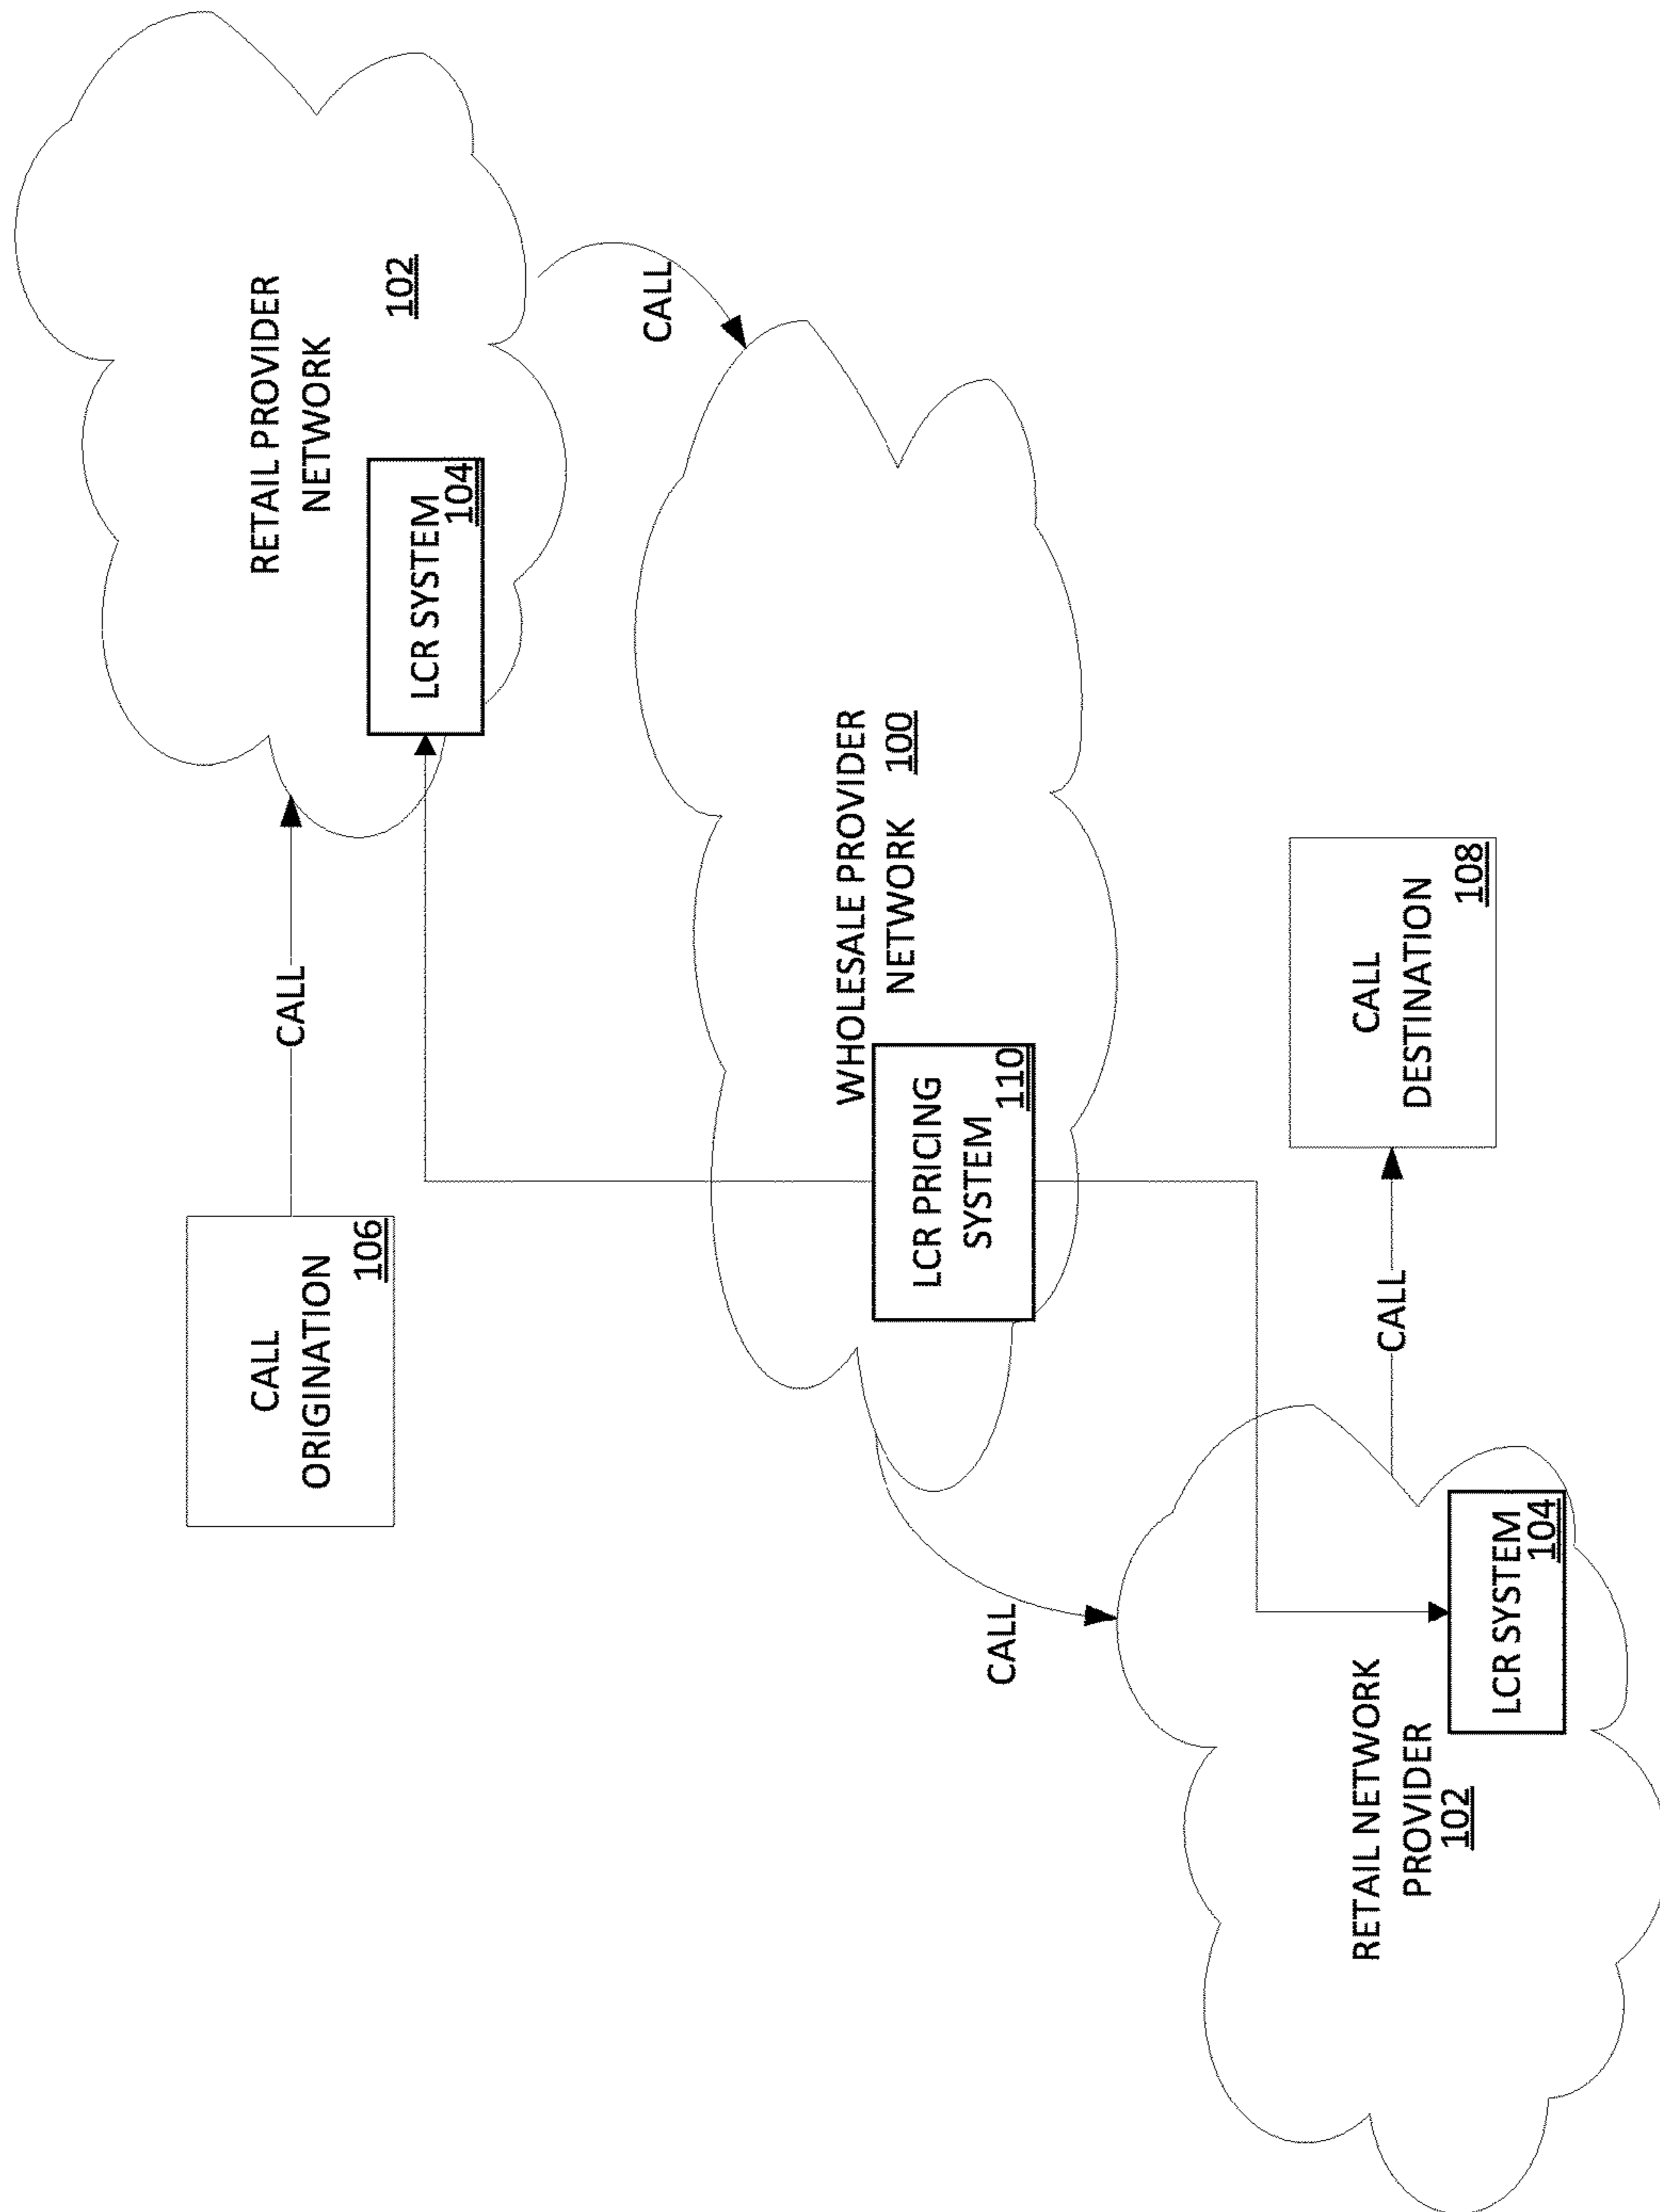 CALL
ORIGINATION
106
CALL
RETAIL PROVIDER
NETWORK
102
LCR SYSTEM
104
CALL
WHOLESALE PROVIDER
NETWORK 100
LCR PRICING
SYSTEM
110
CALL
RETAIL NETWORK
PROVIDER
102
LCR SYSTEM
104
CALL
CALL
DESTINATION
108